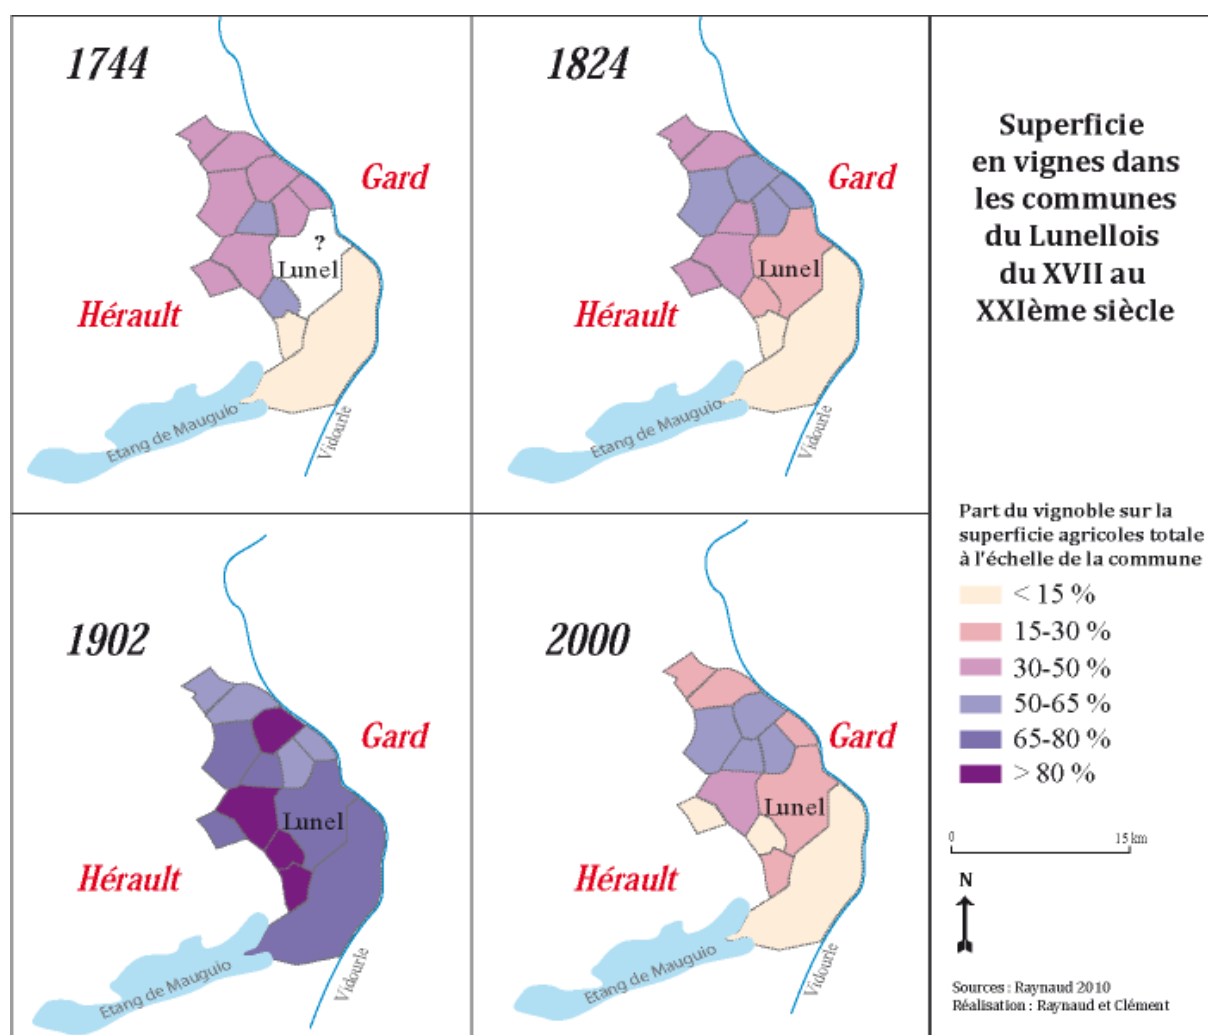 1744
Gard
?
Lunel
Hérault
Etang de Mauguio
Vidourle
1824
Gard
Lunel
Hérault
Etang de Mauguio
Vidourle
1902
Gard
Lunel
Hérault
Etang de Mauguio
Vidourle
2000
Gard
Lunel
Hérault
Etang de Mauguio
Vidourle
Superficie
en vignes dans
les communes
du Lunellois
du XVII au
XXIème siècle
Part du vignoble sur la
superficie agricoles totale
à l'échelle de la commune
< 15 %
15-30 %
30-50 %
50-65 %
65-80 %
> 80 %
0 15 km
N
Sources : Raynaud 2010
Réalisation : Raynaud et Clément